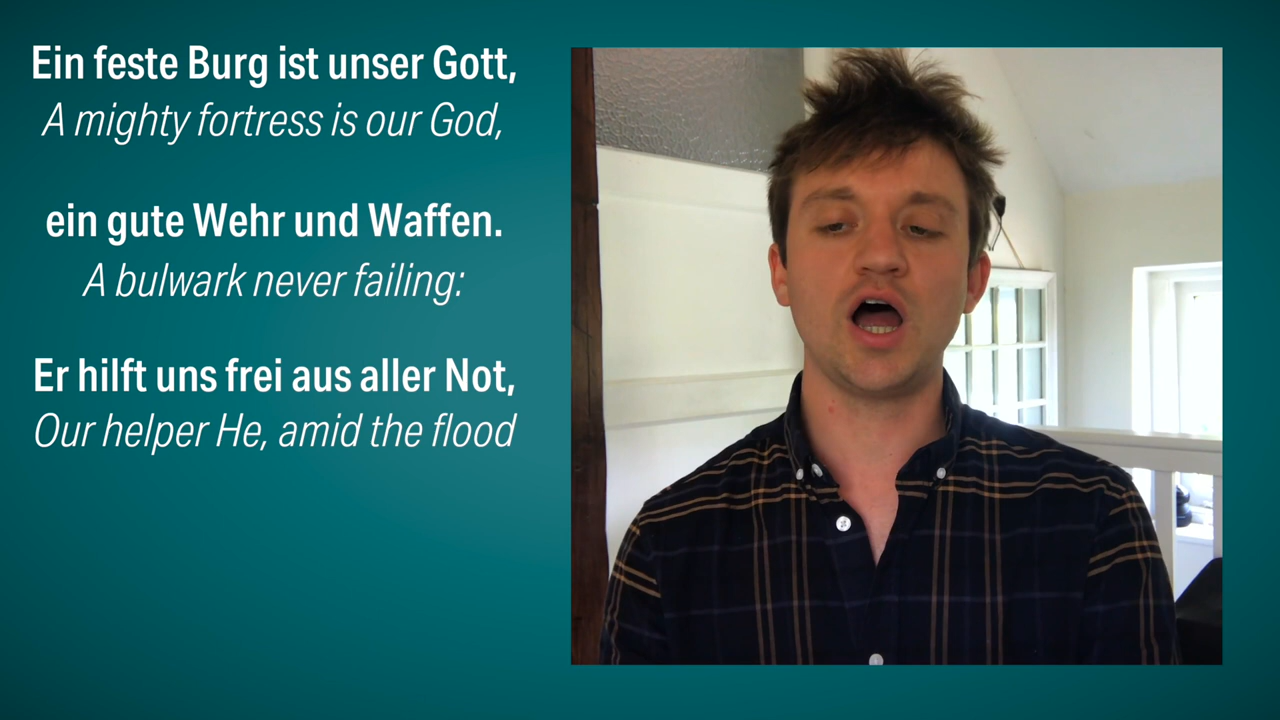 Ein feste Burg ist unser Gott,
A mighty fortress is our God,
ein gute Wehr und Waffen.
A bulwark never failing:
Er hilft uns frei aus aller Not,
Our helper He, amid the flood